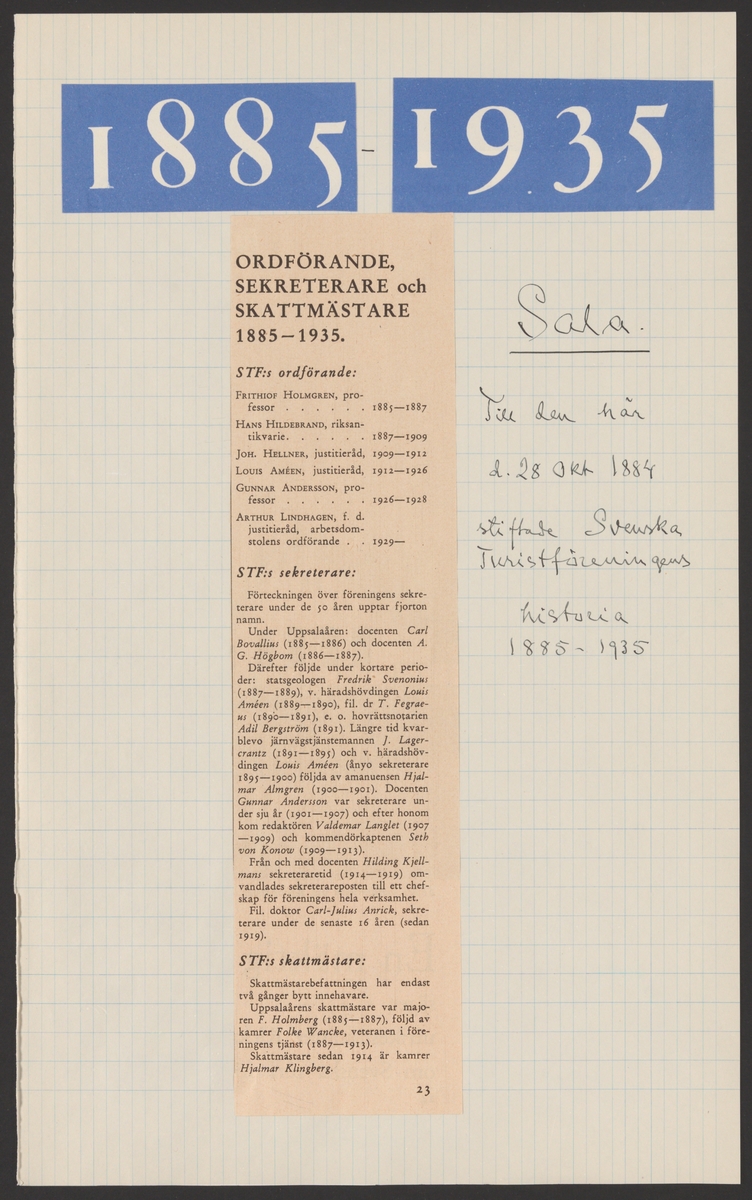 1885 - 1935
ORDFÖRANDE,
SEKRETERARE och
SKATTMÄSTARE
1885—1935.
STF:s ordförande:
FRITHIOF HOLMGREN, pro-
fessor . . . . . . 1885—1887
HANS HILDEBRAND, riksan-
tikvarie. . . . . . 1887—1909
JOH. HELLNER, justitieråd, 1909—1912
LOUIS AMÉEN, justitieråd, 1912—1926
GUNNAR ANDERSSON, pro-
fessor . . . . . . 1926—1928
ARTHUR LINDHAGEN, f. d.
justitieråd, arbetsdom-
stolens ordförande . . 1929—
STF:s sekreterare:
Förteckningen över föreningens sekre-
terare under de 50 åren upptar fjorton
namn.
Under Uppsalaåren: docenten Carl
Bovallius (1885—1886) och docenten A.
G. Högbom (1886—1887).
Därefter följde under kortare perio-
der: statsgeologen Fredrik Svenonius
(1887—1889), v. häradshövdingen Louis
Améen (1889—1890), fil. dr T. Fegrae-
us (1890—1891), e. o. hovrättsnotarien
Adil Bergström (1891). Längre tid kvar-
blevo järnvägstjänstemannen J. Lager-
crantz (1891—1895) och v. häradshöv-
dingen Louis Améen (ånyo sekreterare
1895—1900) följda av amanuensen Hjal-
mar Almgren (1900—1901). Docenten
Gunnar Andersson var sekreterare un-
der sju år (1901—1907) och efter honom
kom redaktören Valdemar Langlet (1907
—1909) och kommendörkaptenen Seth
von Konow (1909—1913).
Från och med docenten Hilding Kjell-
mans sekreteraretid (1914—1919) om-
vandlades sekreterareposten till ett chef-
skap för föreningens hela verksamhet.
Fil. doktor Carl-Julius Anrick, sekre-
terare under de senaste 16 åren (sedan
1919).
STF:s skattmästare:
Skattmästarebefattningen har endast
två gånger bytt innehavare.
Uppsalaårens skattmästare var majo-
ren F. Holmberg (1885—1887), följd av
kamrer Folke Wancke, veteranen i före-
ningens tjänst (1887—1913).
Skattmästare sedan 1914 är kamrer
Hjalmar Klingberg.
23
Sala.
Till den här
d. 28 Okt 1884
stiftade Svenska
Turistföreningens
historia
1885 - 1935